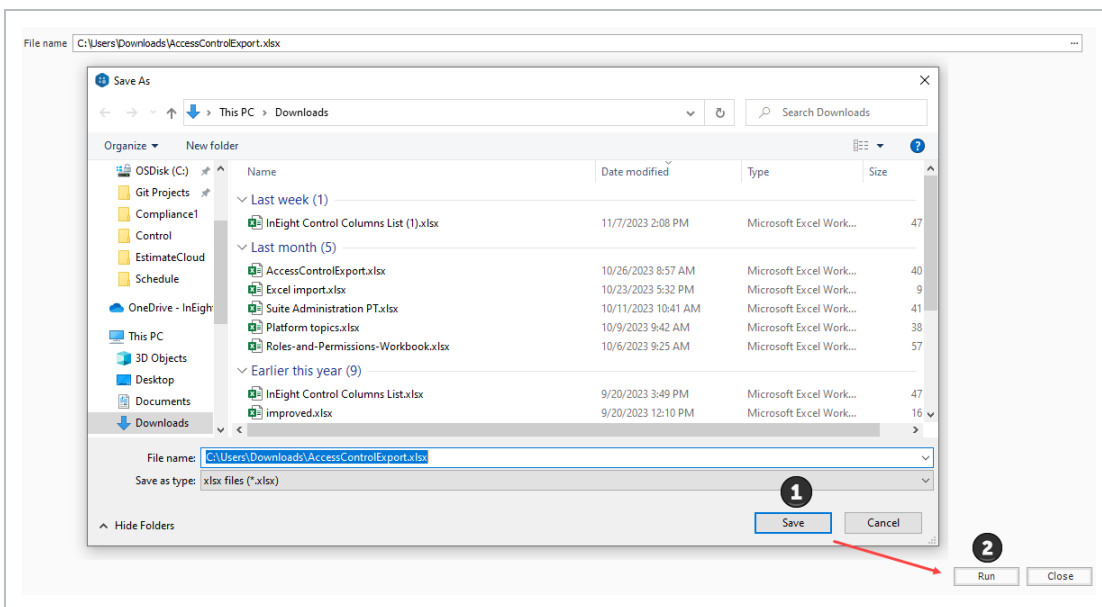 File name C:\Users\Downloads\AccessControlExport.xlsx ...
Save As
This PC > Downloads
Search Downloads
Organize New folder
OSDisk (C:)
Git Projects
Compliance1
Control
EstimateCloud
Schedule
OneDrive - InEigh
This PC
3D Objects
Desktop
Documents
Downloads
Name Date modified Type Size
Last week (1)
InEight Control Columns List (1).xlsx 11/7/2023 2:08 PM Microsoft Excel Work... 47
Last month (5)
AccessControlExport.xlsx 10/26/2023 8:57 AM Microsoft Excel Work... 40
Excel import.xlsx 10/23/2023 5:32 PM Microsoft Excel Work... 9
Suite Administration PT.xlsx 10/11/2023 10:41 AM Microsoft Excel Work... 41
Platform topics.xlsx 10/9/2023 9:42 AM Microsoft Excel Work... 38
Roles-and-Permissions-Workbook.xlsx 10/6/2023 9:25 AM Microsoft Excel Work... 57
Earlier this year (9)
InEight Control Columns List.xlsx 9/20/2023 3:49 PM Microsoft Excel Work... 47
improved.xlsx 9/20/2023 12:10 PM Microsoft Excel Work... 16
File name: C:\Users\Downloads\AccessControlExport.xlsx
Save as type: xlsx files (*.xlsx)
1
Hide Folders Save Cancel
2
Run Close